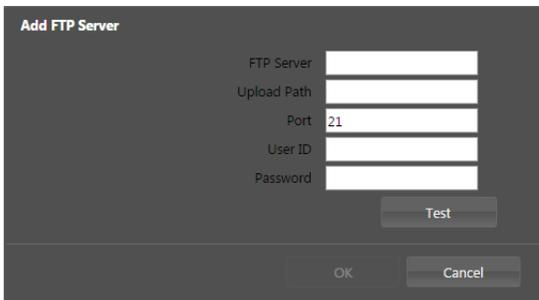 Add FTP Server
FTP Server
Upload Path
Port 21
User ID
Password
Test
OK Cancel